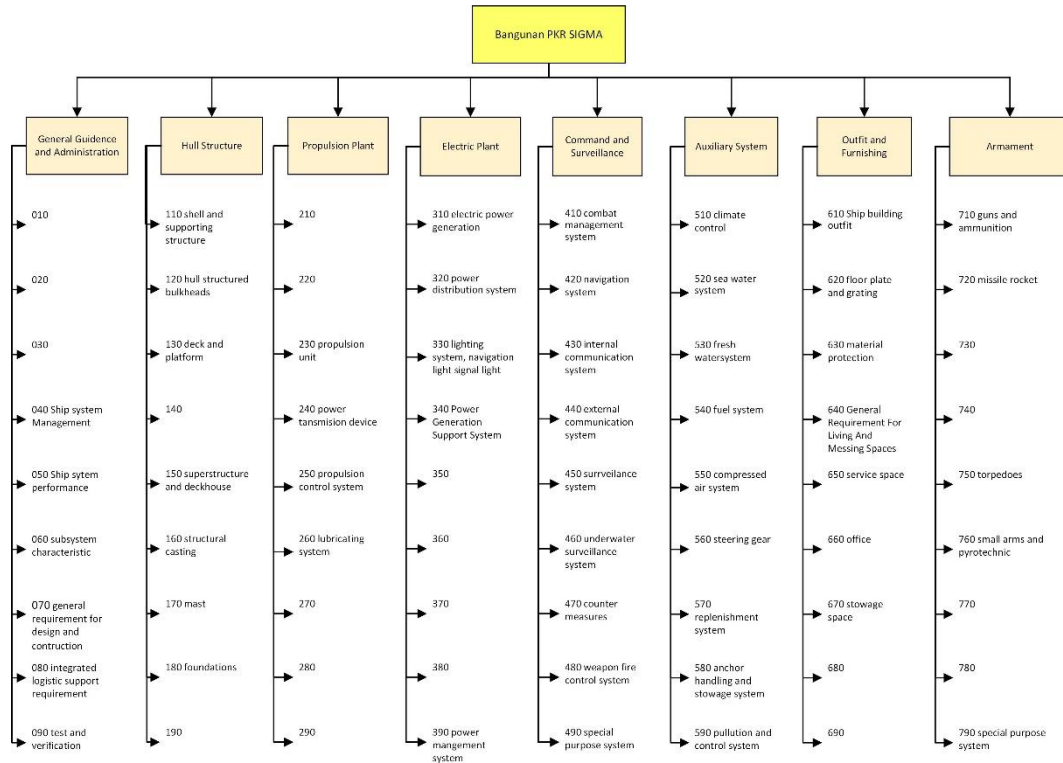 Bangunan PKR SIGMA
General Guidence
and Administration
Hull Structure
Propulsion Plant
Electric Plant
Command and
Surveillance
Auxiliary System
Outfit and
Furnishing
Armament
010
020
030
040 Ship system
Management
050 Ship sytem
performance
060 subsystem
characteristic
070 general
requirement for
design and
contruction
080 integrated
logistic support
requirement
090 test and
verification
110 shell and
supporting
structure
120 hull structured
bulkheads
130 deck and
platform
140
150 superstructure
and deckhouse
160 structural
casting
170 mast
180 foundations
190
210
220
230 propulsion
unit
240 power
tansmision device
250 propulsion
control system
260 lubricating
system
270
280
290
310 electric power
generation
320 power
distribution system
330 lighting
system, navigation
light signal light
340 Power
Generation
Support System
350
360
370
380
390 power
mangement
system
410 combat
management
system
420 navigation
system
430 internal
communication
system
440 external
communication
system
450 surrveilance
system
460 underwater
surveillance
system
470 counter
measures
480 weapon fire
control system
490 special
purpose system
510 climate
control
520 sea water
system
530 fresh
watersystem
540 fuel system
550 compressed
air system
560 steering gear
570
replenishment
system
580 anchor
handling and
stowage system
590 pullution and
control system
610 Ship building
outfit
620 floor plate
and grating
630 material
protection
640 General
Requirement For
Living And
Messing Spaces
650 service space
660 office
670 stowage
space
680
690
710 guns and
ammunition
720 missile rocket
730
740
750 torpedoes
760 small arms and
pyrotechnic
770
780
790 special purpose
system